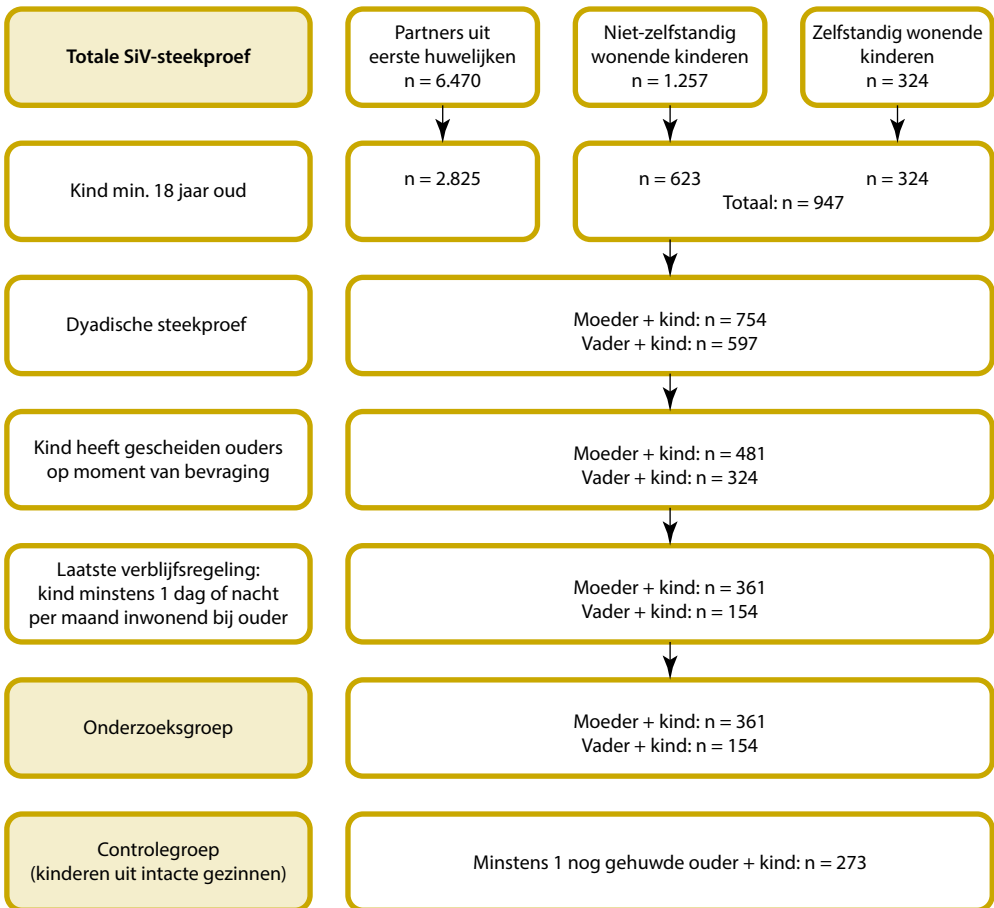 Totale SiV-steekproef
Partners uit
eerste huwelijken
n = 6.470
Niet-zelfstandig
wonende kinderen
n = 1.257
Zelfstandig wonende
kinderen
n = 324
Kind min. 18 jaar oud
n = 2.825
n = 623
n = 324
Totaal: n = 947
Dyadische steekproef
Moeder + kind: n = 754
Vader + kind: n = 597
Kind heeft gescheiden ouders
op moment van bevraging
Moeder + kind: n = 481
Vader + kind: n = 324
Laatste verblijfsregeling:
kind minstens 1 dag of nacht
per maand inwonend bij ouder
Moeder + kind: n = 361
Vader + kind: n = 154
Onderzoeksgroep
Moeder + kind: n = 361
Vader + kind: n = 154
Controlegroep
(kinderen uit intacte gezinnen)
Minstens 1 nog gehuwde ouder + kind: n = 273